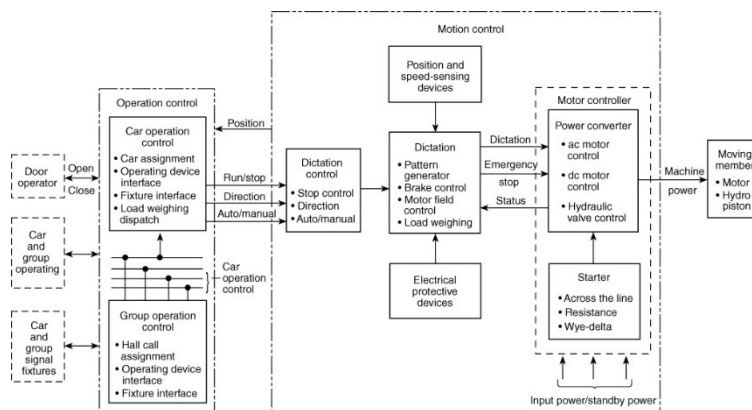 Motion control
Operation control
Position
Car operation
control
• Car assignment
• Operating device
interface
• Fixture interface
• Load weighing
dispatch
Door
operator
Open
Close
Run/stop
Direction
Auto/manual
Dictation
control
• Stop control
• Direction
• Auto/manual
Position and
speed-sensing
devices
Dictation
• Pattern
generator
• Brake control
• Motor field
control
• Load weighing
Electrical
protective
devices
Dictation
Emergency
stop
Status
Motor controller
Power converter
• ac motor
control
• dc motor
control
• Hydraulic
valve control
Machine
power
Moving
member
• Motor
• Hydro
piston
Starter
• Across the line
• Resistance
• Wye-delta
Input power/standby power
Car and
group
operating
Car
operation
control
Group operation
control
• Hall call
assignment
• Operating device
interface
• Fixture interface
Car and
group
signal
fixtures